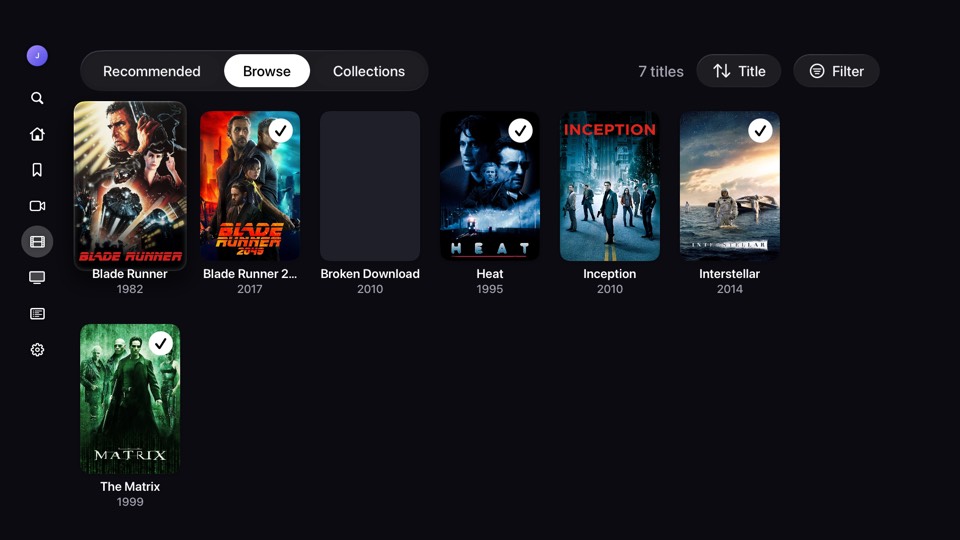 J
Recommended
Browse
Collections
7 titles
Title
Filter
BLADE RUNNER
BLADE
RUNNER
2049
HEAT
INCEPTION
INTERSTELLAR
Blade Runner
1982
Blade Runner 2...
2017
Broken Download
2010
Heat
1995
Inception
2010
Interstellar
2014
MATRIX
The Matrix
1999